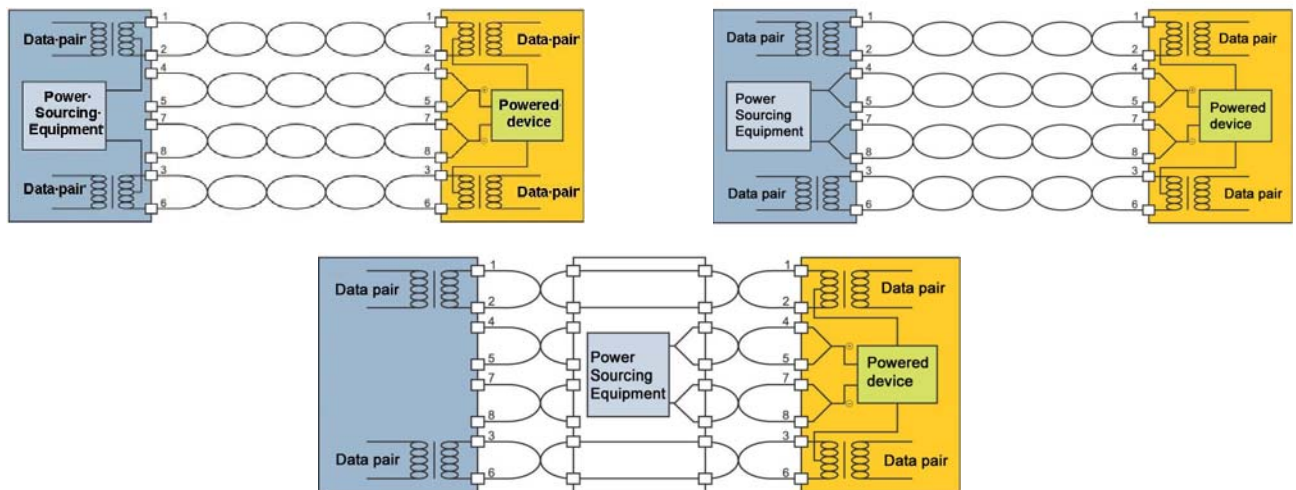 1
Data-pair
2
4
Power-
Sourcing-
Equipment
5
7
8
3
Data-pair
6
1
Data-pair
2
4
Powered-
device
5
7
8
3
Data-pair
6
1
Data pair
2
4
Power
Sourcing
Equipment
5
7
8
3
Data pair
6
1
Data pair
2
4
Powered
device
5
7
8
3
Data pair
6
1
Data pair
2
4
5
7
8
3
Data pair
6
Power
Sourcing
Equipment
1
Data pair
2
4
Powered
device
5
7
8
3
Data pair
6